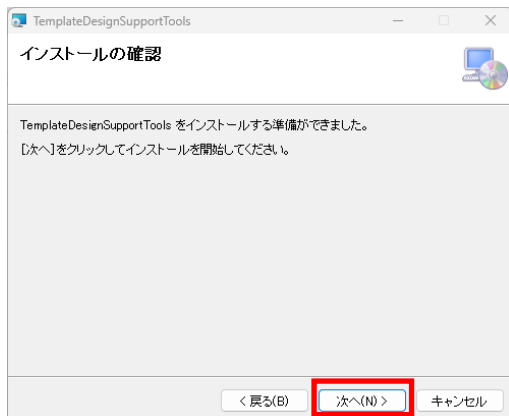 TemplateDesignSupportTools
インストールの確認
TemplateDesignSupportTools をインストールする準備ができました。
[次へ]をクリックしてインストールを開始してください。
< 戻る(B)
次へ(N) >
キャンセル